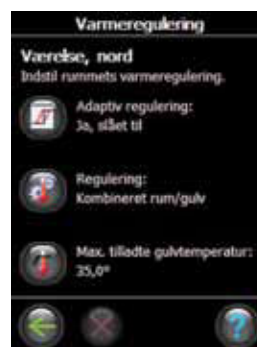 Varmeregulering
Værelse, nord
Indstil rummets varmeregulering.
Adaptiv regulering:
Ja, slået til
Regulering:
Kombineret rum/gulv
Max. tilladte gulvtemperatur:
35,0°
?